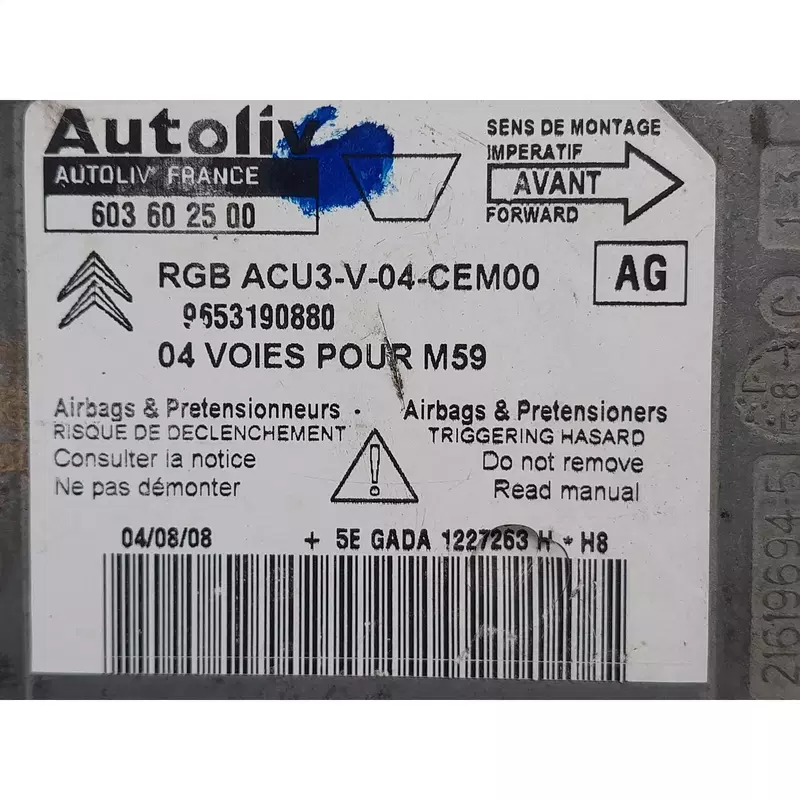 Autoliv
AUTOLIV FRANCE
603 60 25 00
SENS DE MONTAGE
IMPERATIF
AVANT
FORWARD
RGB ACU3-V-04-CEM00
AG
9653190880
04 VOIES POUR M59
Airbags & Pretensionneurs -
RISQUE DE DECLENCHEMENT
Consulter la notice
Ne pas démonter
Airbags & Pretensioners
TRIGGERING HASARD
Do not remove
Read manual
!
04/08/08 + 5E GADA 1227263 H * H8
21619694-5